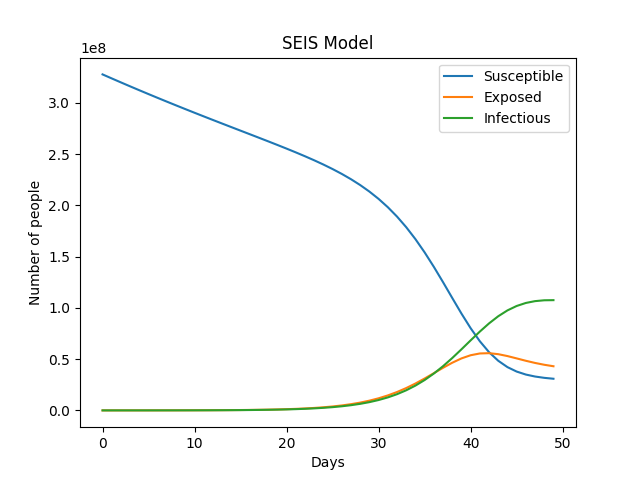 SEIS Model
1e8
Susceptible
Exposed
Infectious
Number of people
3.0
2.5
2.0
1.5
1.0
0.5
0.0
0 10 20 30 40 50
Days